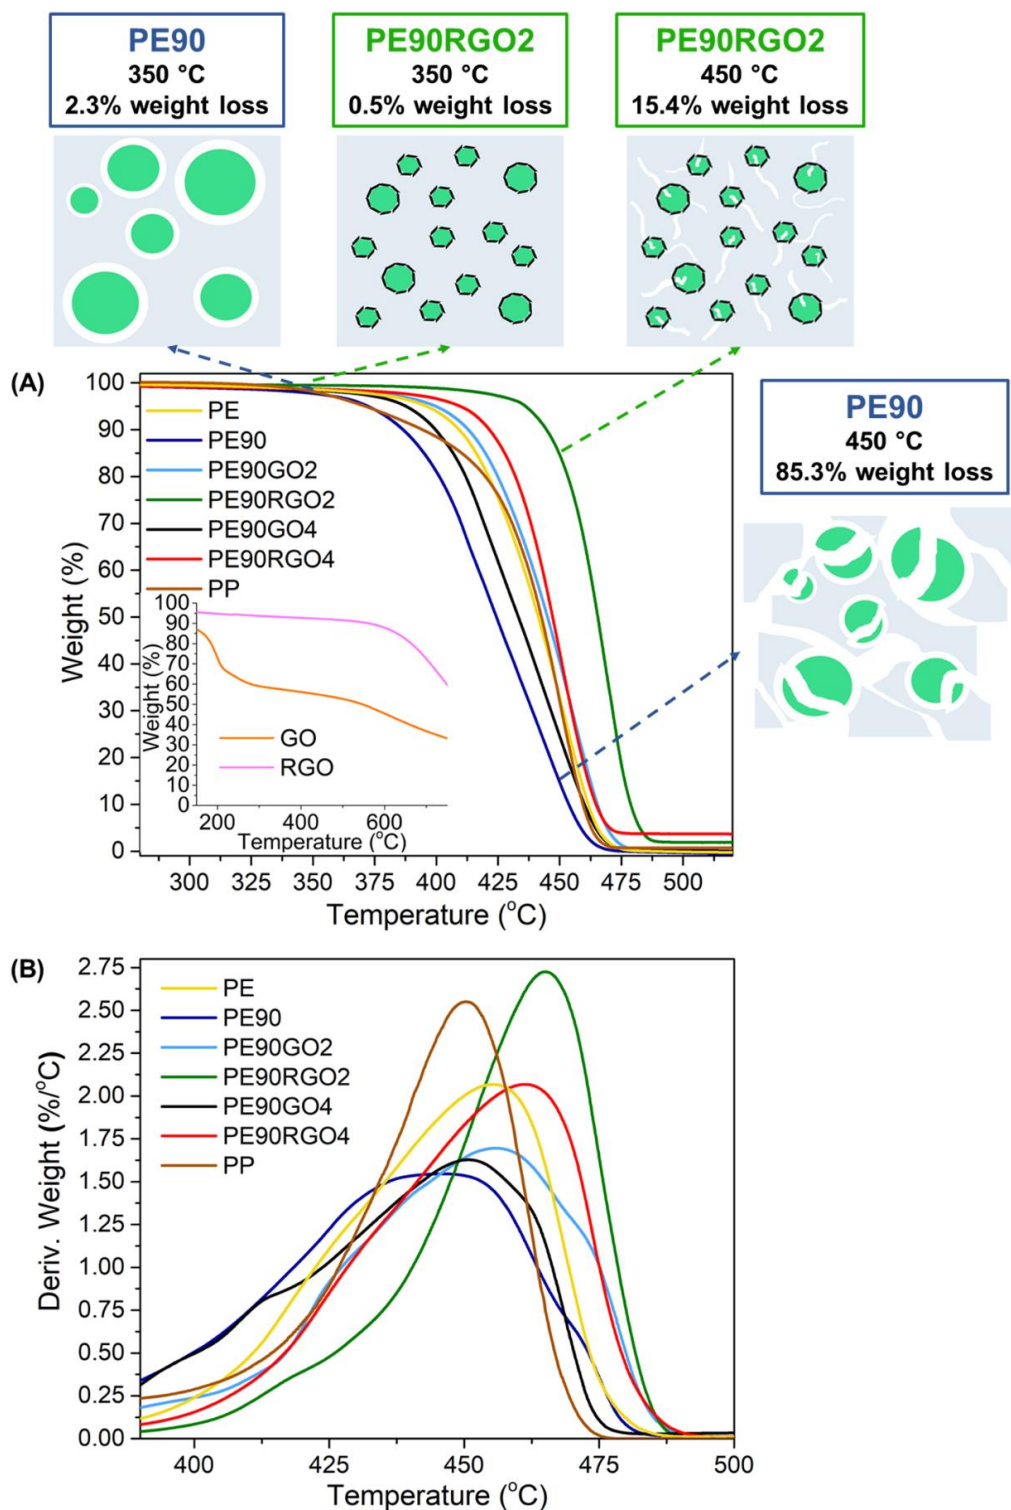 PE90
350 °C
2.3% weight loss
PE90RGO2
350 °C
0.5% weight loss
PE90RGO2
450 °C
15.4% weight loss
(A)
PE90
450 °C
85.3% weight loss
Weight (%)
100
90
80
70
60
50
40
30
20
10
0
PE
PE90
PE90GO2
PE90RGO2
PE90GO4
PE90RGO4
PP
Weight (%)
100
90
80
70
60
50
40
30
20
10
0
GO
RGO
200
400
600
Temperature (°C)
300
325
350
375
400
425
450
475
500
Temperature (°C)
(B)
Deriv. Weight (%/°C)
2.75
2.50
2.25
2.00
1.75
1.50
1.25
1.00
0.75
0.50
0.25
0.00
PE
PE90
PE90GO2
PE90RGO2
PE90GO4
PE90RGO4
PP
400
425
450
475
500
Temperature (°C)